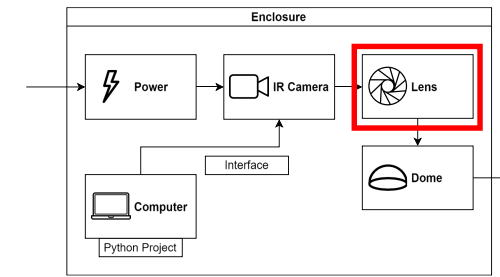 Enclosure
Power
IR Camera
Lens
Interface
Dome
Computer
Python Project